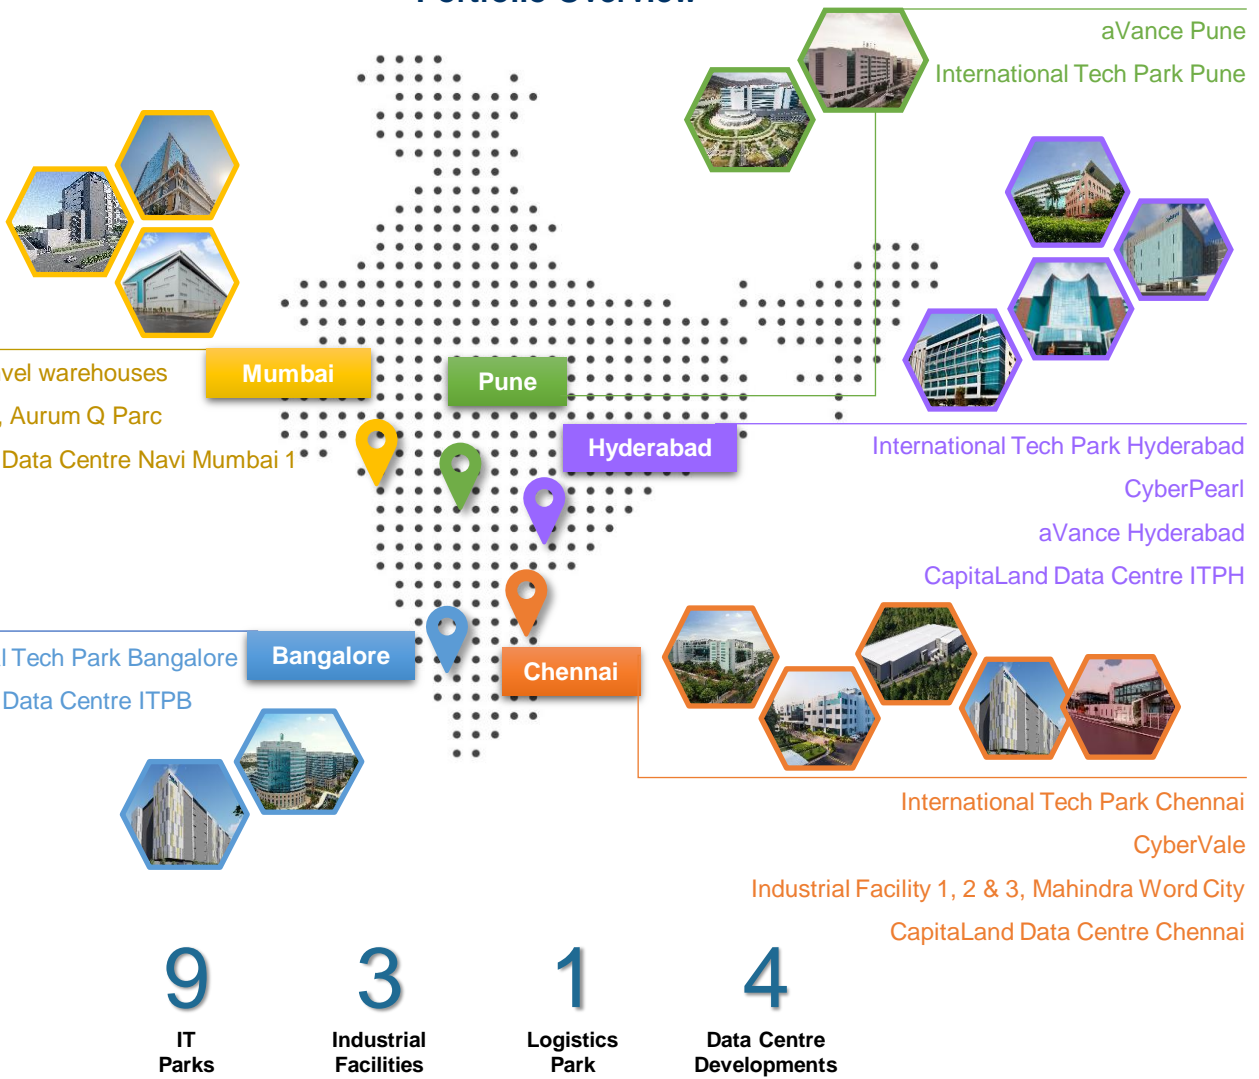 Portfolio Overview
aVance Pune
International Tech Park Pune
Mumbai
warehouses
, Aurum Q Parc
Data Centre Navi Mumbai 1
Pune
Hyderabad
International Tech Park Hyderabad
CyberPearl
aVance Hyderabad
CapitaLand Data Centre ITPH
Tech Park Bangalore
Data Centre ITPB
Bangalore
Chennai
International Tech Park Chennai
CyberVale
Industrial Facility 1, 2 & 3, Mahindra Word City
CapitaLand Data Centre Chennai
9
IT
Parks
3
Industrial
Facilities
1
Logistics
Park
4
Data Centre
Developments